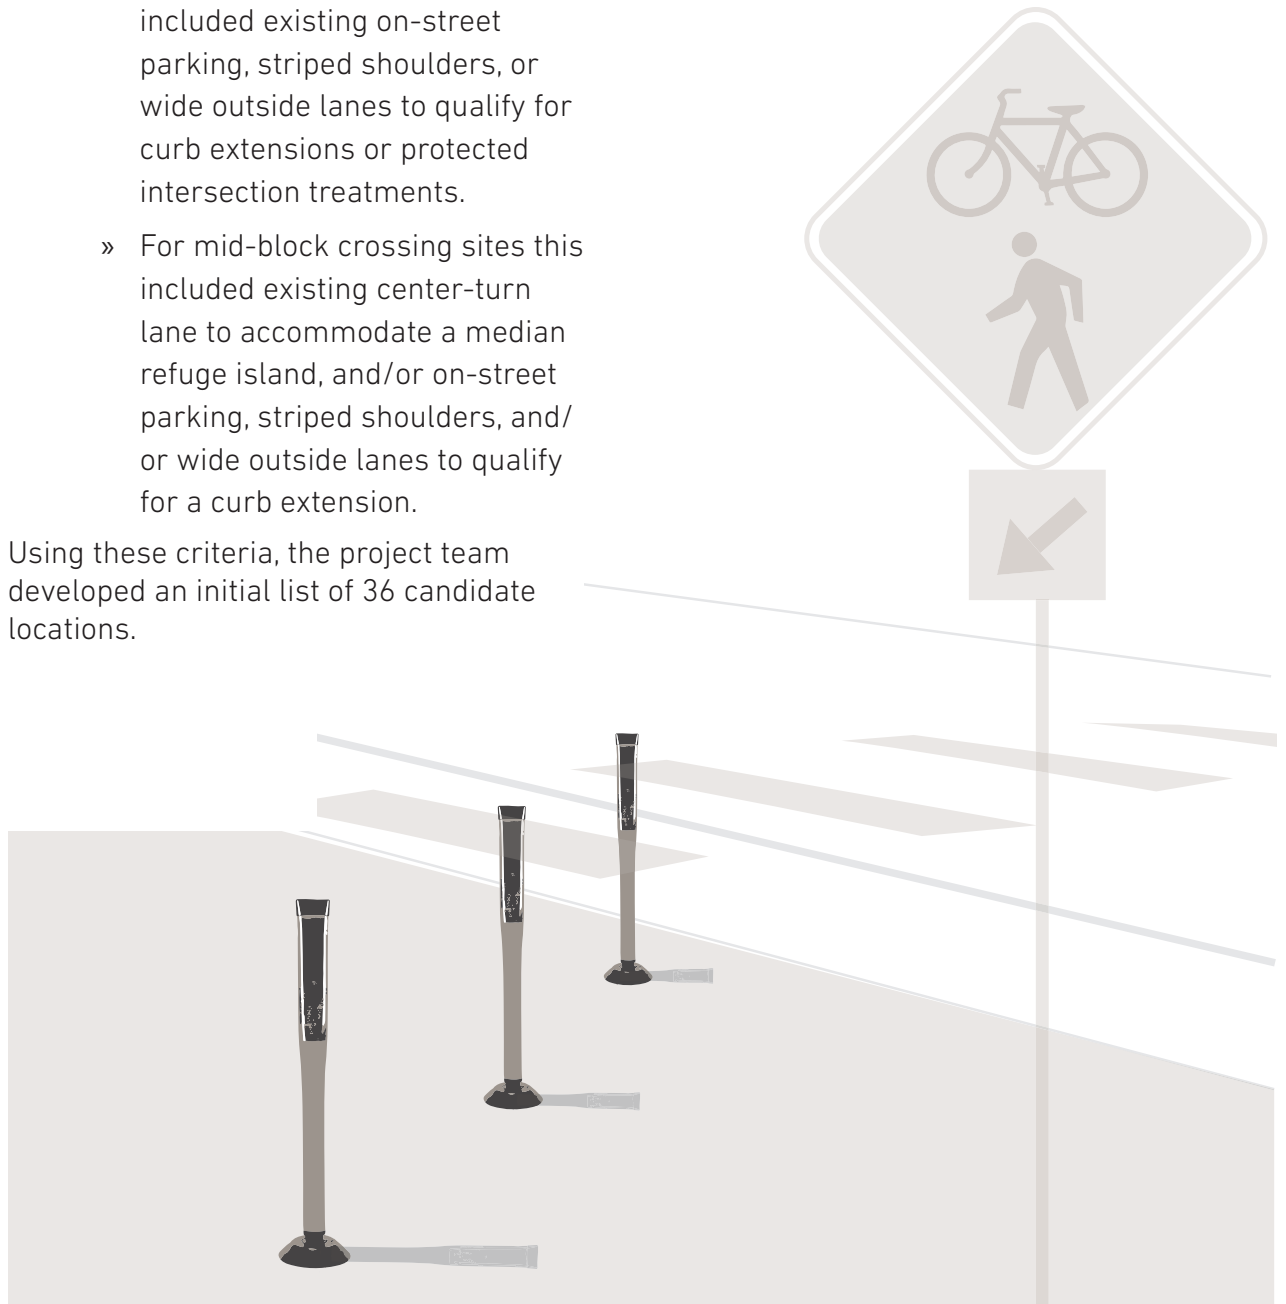 included existing on-street
parking, striped shoulders, or
wide outside lanes to qualify for
curb extensions or protected
intersection treatments.
» For mid-block crossing sites this
included existing center-turn
lane to accommodate a median
refuge island, and/or on-street
parking, striped shoulders, and/
or wide outside lanes to qualify
for a curb extension.
Using these criteria, the project team
developed an initial list of 36 candidate
locations.